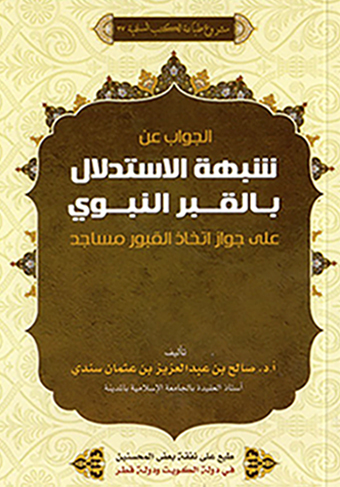 مشروع طباعة الكتب السلفية ٣٧
الجواب عن
شبهة الاستدلال
بالقبر النبوي
على جواز اتخاذ القبور مساجد
تأليف
أ.د. صالح بن عبدالعزيز بن عثمان سندي
أستاذ العقيدة بالجامعة الإسلامية بالمدينة
طبع على نفقة بعض المحسنين
في دولة الكويت ودولة قطر